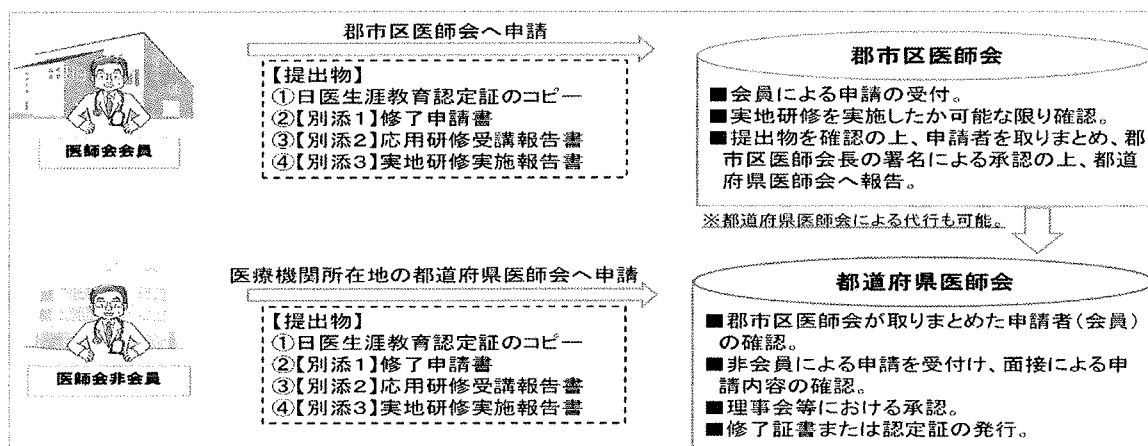 郡市区医師会へ申請
【提出物】
①日医生涯教育認定証のコピー
②【別添1】修了申請書
③【別添2】応用研修受講報告書
④【別添3】実地研修実施報告書
医師会会員
郡市区医師会
■会員による申請の受付。
■実地研修を実施したか可能な限り確認。
■提出物を確認の上、申請者を取りまとめ、郡
市区医師会長の署名による承認の上、都道
府県医師会へ報告。
※都道府県医師会による代行も可能。
医療機関所在地の都道府県医師会へ申請
【提出物】
①日医生涯教育認定証のコピー
②【別添1】修了申請書
③【別添2】応用研修受講報告書
④【別添3】実地研修実施報告書
医師会非会員
都道府県医師会
■郡市区医師会が取りまとめた申請者(会員)
の確認。
■非会員による申請を受付け、面接による申
請内容の確認。
■理事会等における承認。
■修了証書または認定証の発行。